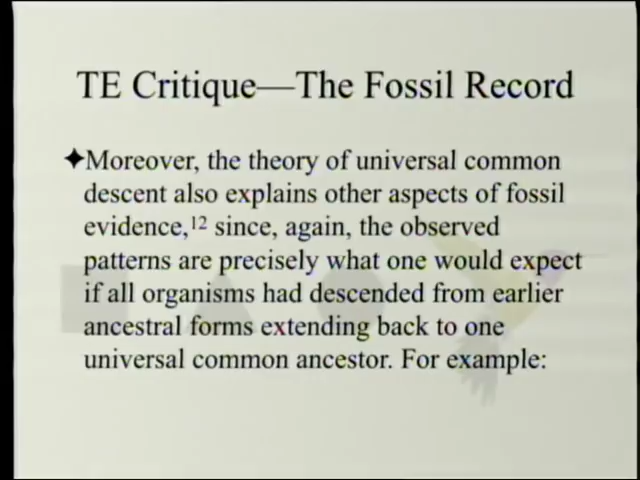 TE Critique—The Fossil Record
✦Moreover, the theory of universal common
descent also explains other aspects of fossil
evidence,¹² since, again, the observed
patterns are precisely what one would expect
if all organisms had descended from earlier
ancestral forms extending back to one
universal common ancestor. For example: